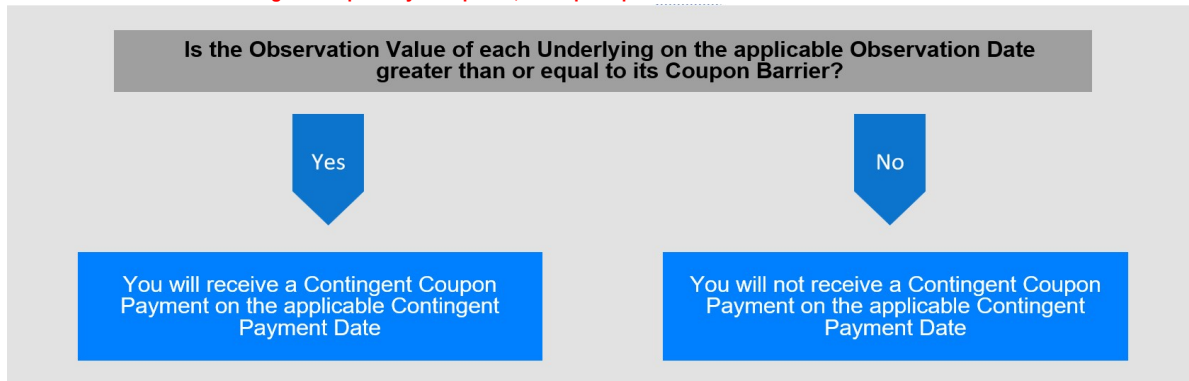 Is the Observation Value of each Underlying on the applicable Observation Date
greater than or equal to its Coupon Barrier?
Yes
No
You will receive a Contingent Coupon
Payment on the applicable Contingent
Payment Date
You will not receive a Contingent Coupon
Payment on the applicable Contingent
Payment Date